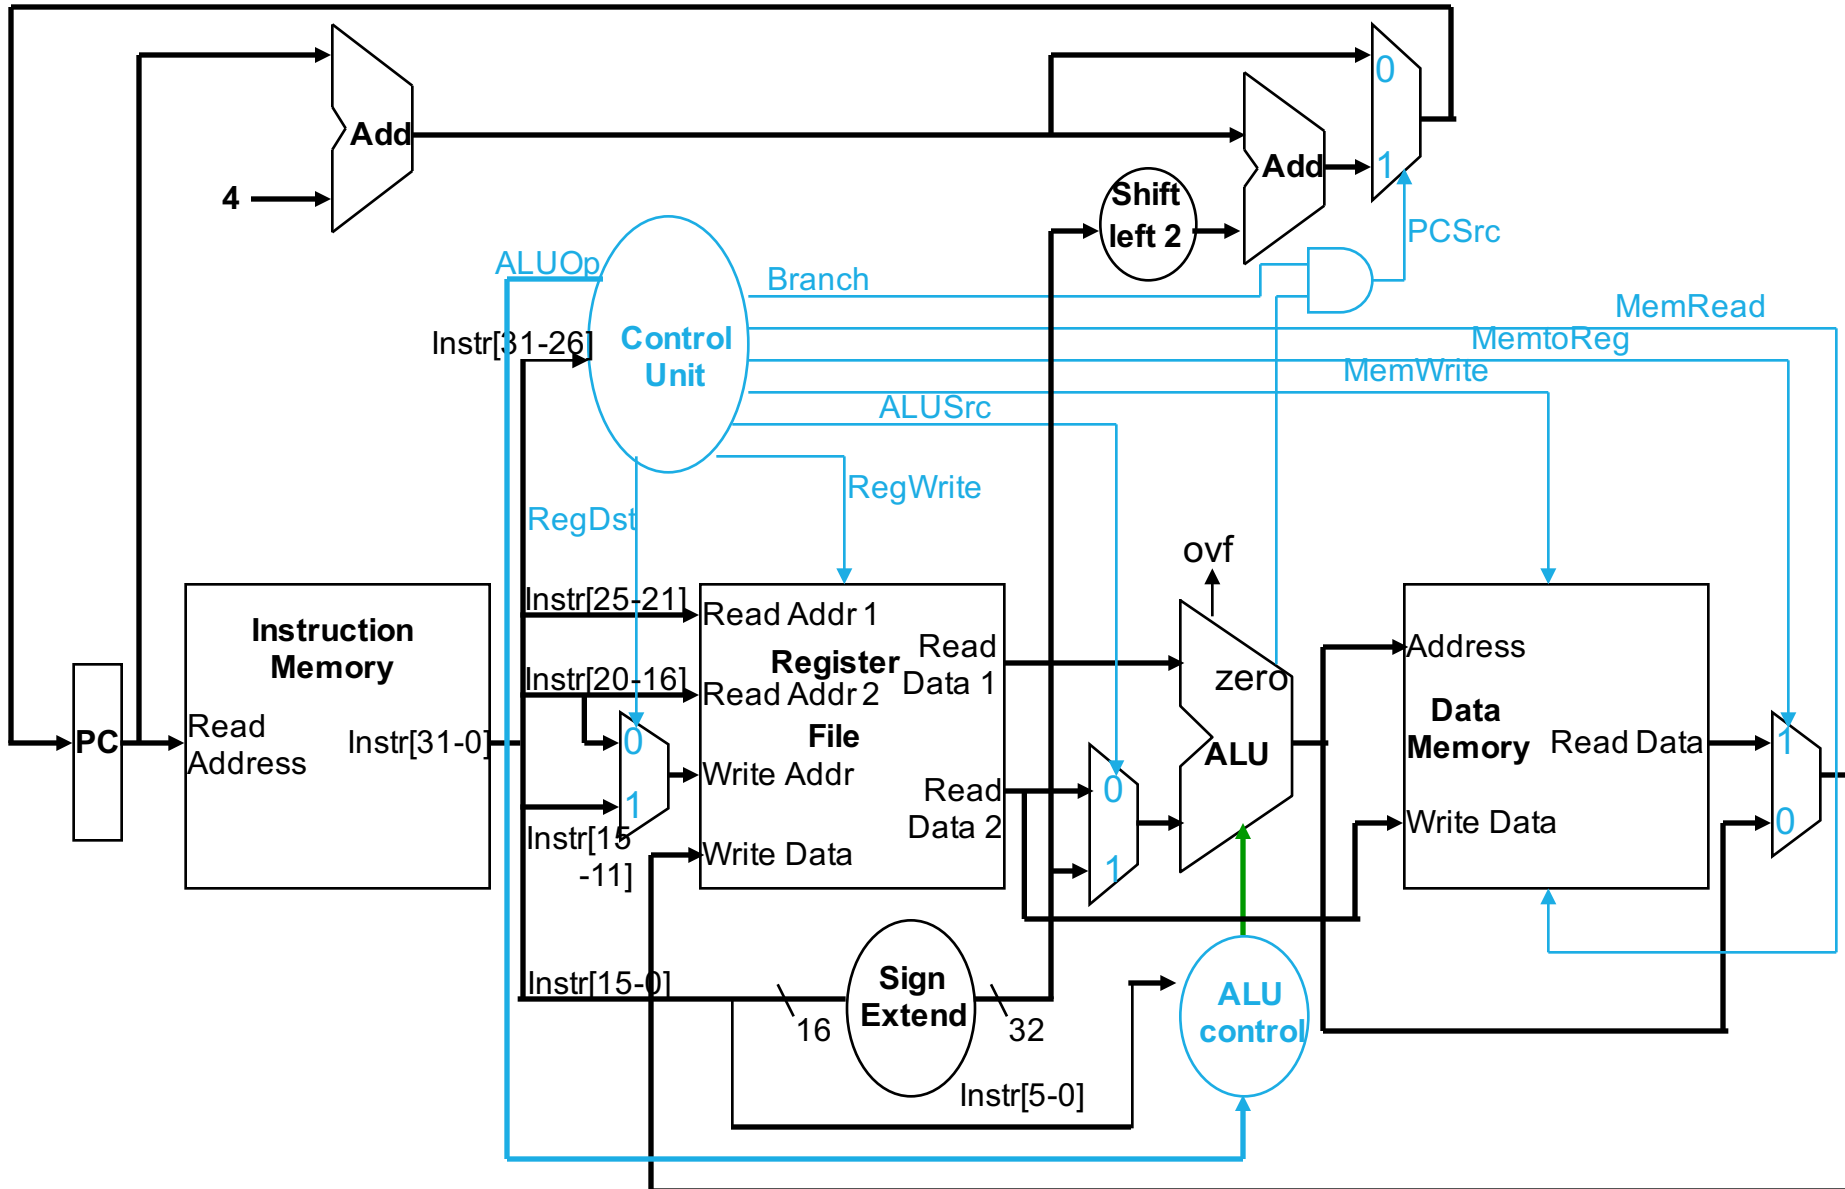 0
Add
1
Add
4
Shift
left 2
PCSrc
ALUOp
Branch
MemRead
Instr[31-26]
Control
Unit
MemtoReg
MemWrite
ALUSrc
RegWrite
RegDst
ovf
Instr[25-21]
Read Addr 1
Instruction
Memory
Register
File
Read
Data 1
zero
Address
Instr[20-16]
Read Addr 2
PC
Read
Address
Instr[31-0]
0
1
Write Addr
Data
Memory
Read Data
1
0
ALU
Read
Data 2
0
1
Write Data
Instr[15
-11]
Write Data
Instr[15-0]
16
Sign
Extend
32
ALU
control
Instr[5-0]